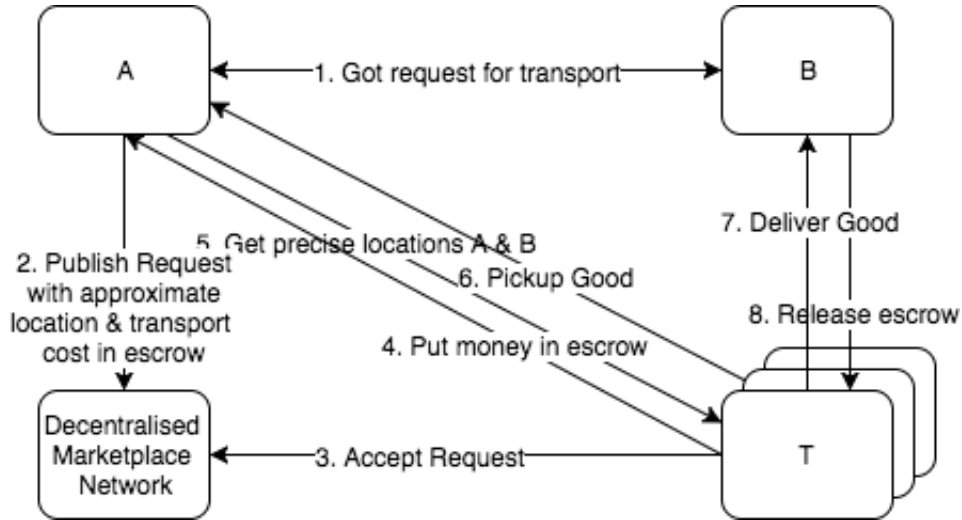 A
B
1. Got request for transport
7. Deliver Good
5. Get precise locations A & B
2. Publish Request
with approximate
location & transport
cost in escrow
6. Pickup Good
8. Release escrow
4. Put money in escrow
Decentralised
Marketplace
Network
3. Accept Request
T